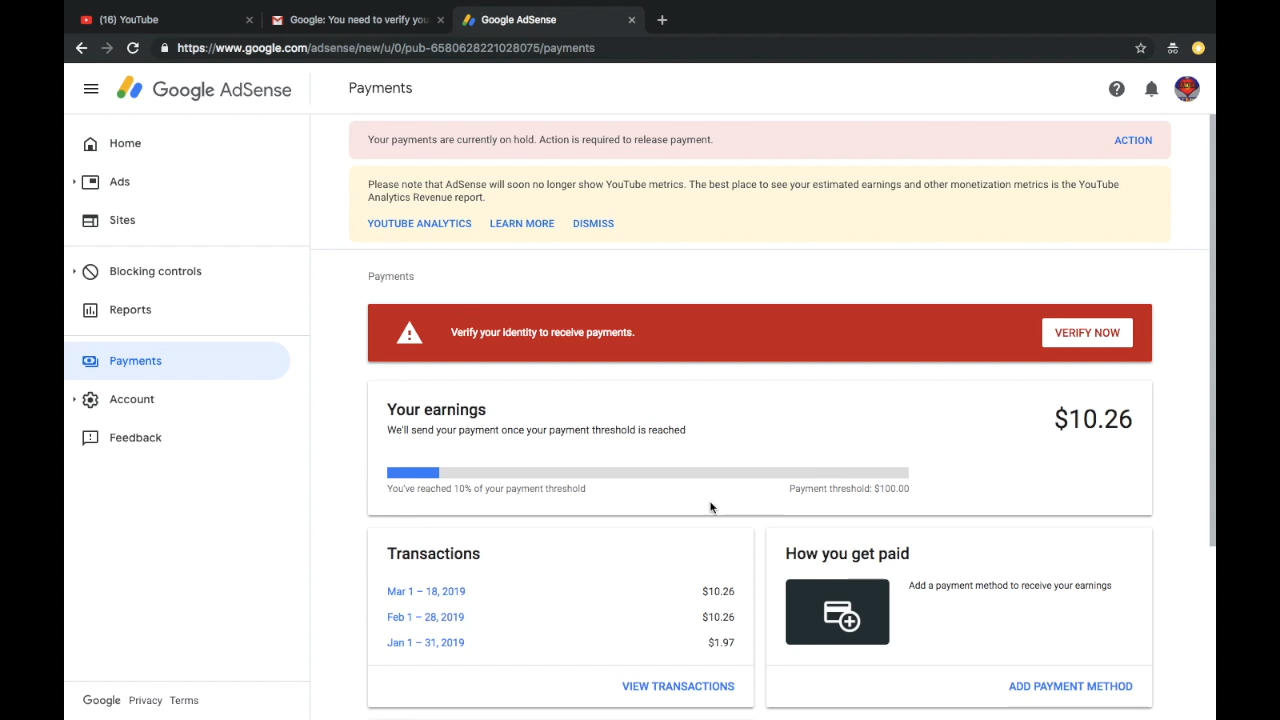 (16) YouTube
Google: You need to verify you
Google AdSense
https://www.google.com/adsense/new/u/0/pub-6580628221028075/payments
Google AdSense
Payments
Home
Ads
Sites
Blocking controls
Reports
Payments
Account
Feedback
Google Privacy Terms
Your payments are currently on hold. Action is required to release payment.
ACTION
Please note that AdSense will soon no longer show YouTube metrics. The best place to see your estimated earnings and other monetization metrics is the YouTube
Analytics Revenue report.
YOUTUBE ANALYTICS LEARN MORE DISMISS
Payments
Verify your identity to receive payments.
VERIFY NOW
Your earnings
$10.26
We'll send your payment once your payment threshold is reached
You've reached 10% of your payment threshold
Payment threshold: $100.00
Transactions
Mar 1 – 18, 2019 $10.26
Feb 1 – 28, 2019 $10.26
Jan 1 – 31, 2019 $1.97
VIEW TRANSACTIONS
How you get paid
Add a payment method to receive your earnings
ADD PAYMENT METHOD